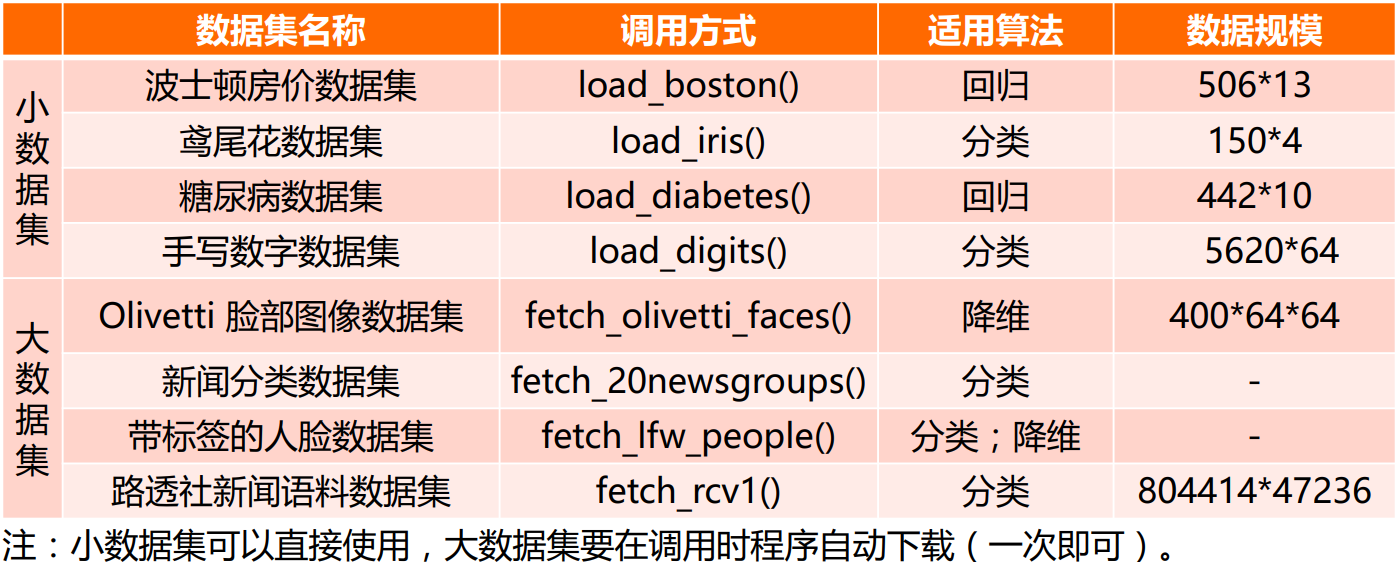 数据集名称 调用方式 适用算法 数据规模
小数据集
波士顿房价数据集 load_boston() 回归 506*13
鸢尾花数据集 load_iris() 分类 150*4
糖尿病数据集 load_diabetes() 回归 442*10
手写数字数据集 load_digits() 分类 5620*64
大数据集
Olivetti 脸部图像数据集 fetch_olivetti_faces() 降维 400*64*64
新闻分类数据集 fetch_20newsgroups() 分类 -
带标签的人脸数据集 fetch_lfw_people() 分类；降维 -
路透社新闻语料数据集 fetch_rcv1() 分类 804414*47236
注：小数据集可以直接使用，大数据集要在调用时程序自动下载（一次即可）。